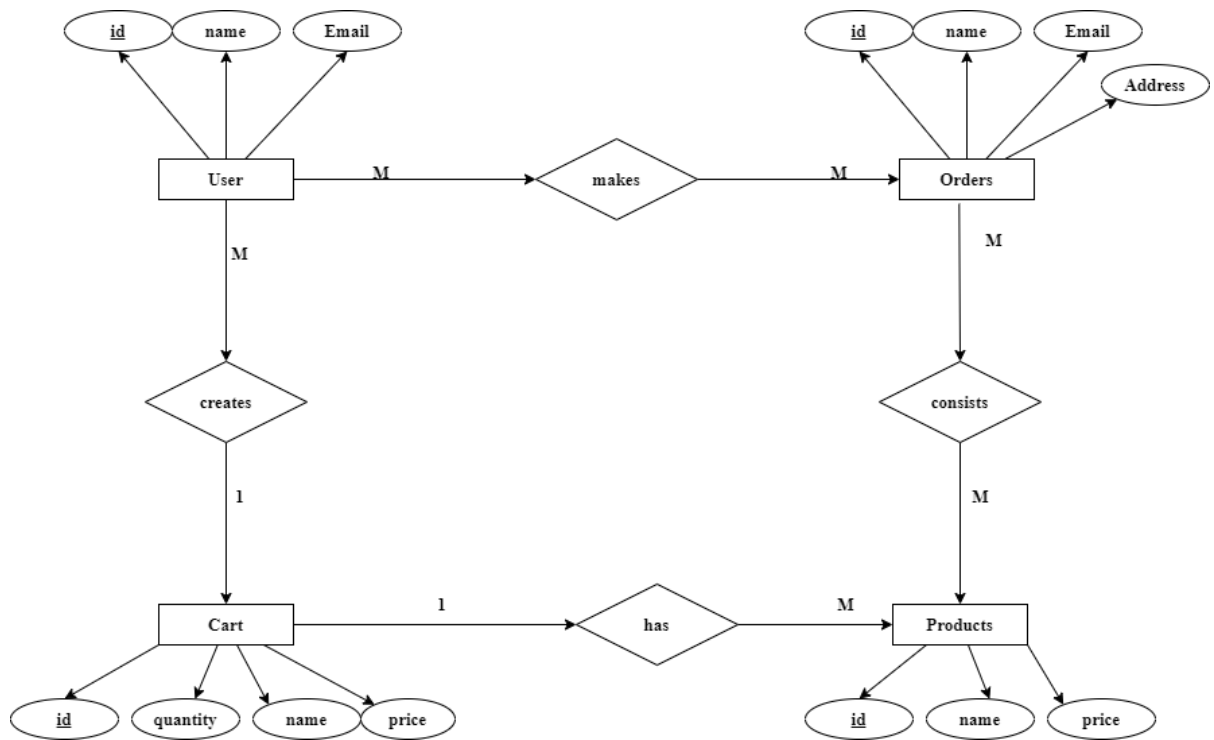 id
name
Email
id
name
Email
Address
User
M
makes
M
Orders
M
M
creates
consists
1
M
Cart
1
has
M
Products
id
quantity
name
price
id
name
price